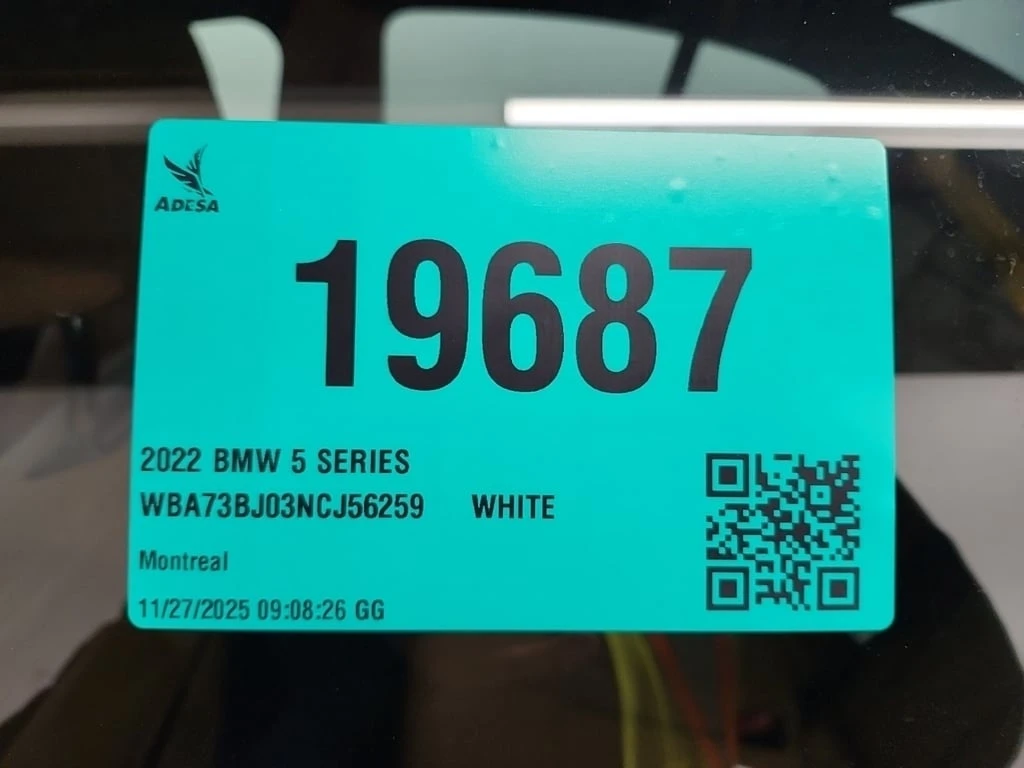 ADESA
19687
2022 BMW 5 SERIES
WBA73BJ03NCJ56259 WHITE
Montreal
11/27/2025 09:08:26 GG